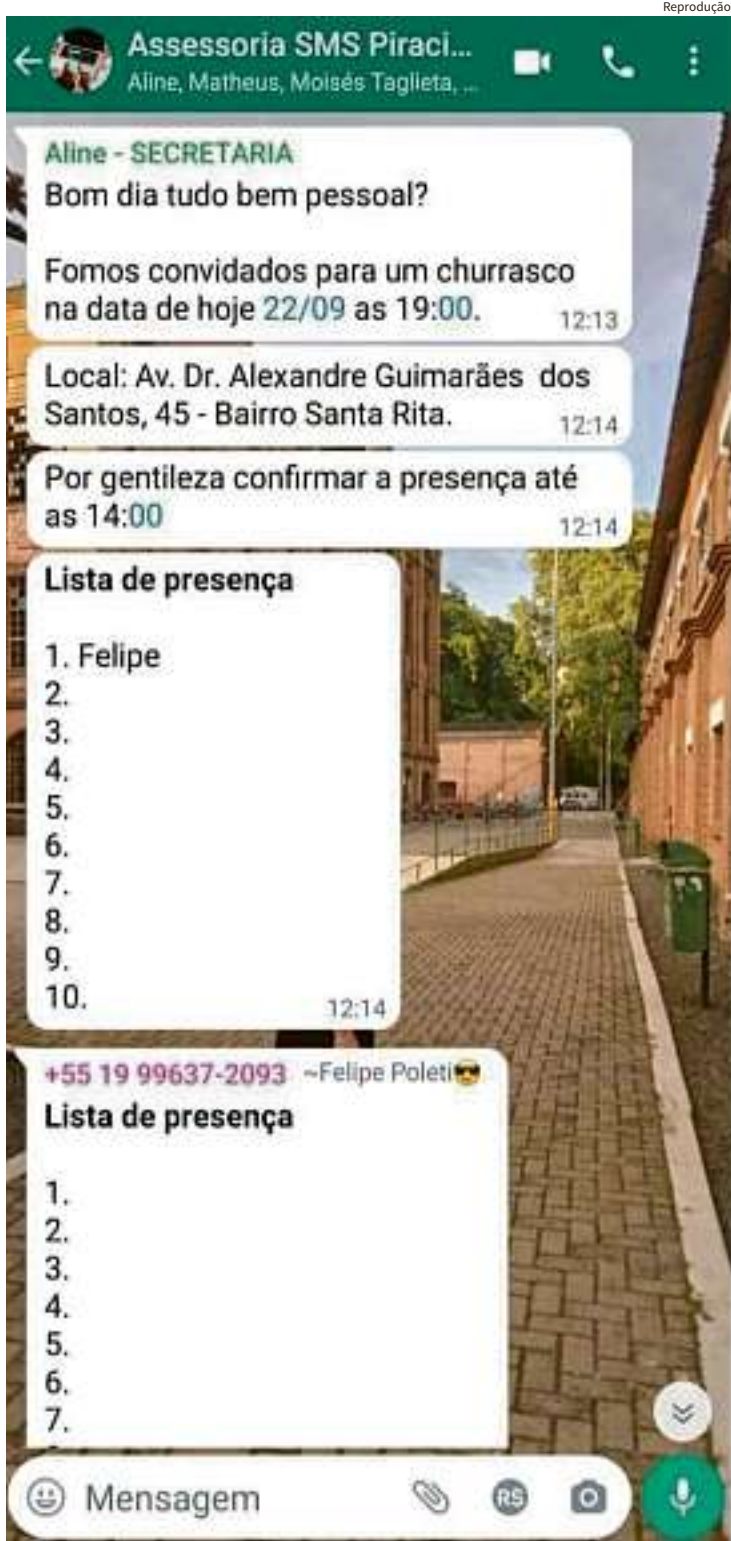 Reprodução
Assessoria SMS Piraci...
Aline, Matheus, Moisés Taglieta, ...
Aline - SECRETARIA
Bom dia tudo bem pessoal?
Fomos convidados para um churrasco
na data de hoje 22/09 as 19:00.
12:13
Local: Av. Dr. Alexandre Guimarães dos
Santos, 45 - Bairro Santa Rita.
12:14
Por gentileza confirmar a presença até
as 14:00
12:14
Lista de presença
1. Felipe
2.
3.
4.
5.
6.
7.
8.
9.
10.
12:14
+55 19 99637-2093 ~Felipe Poleti😎
Lista de presença
1.
2.
3.
4.
5.
6.
7.
Mensagem
R$